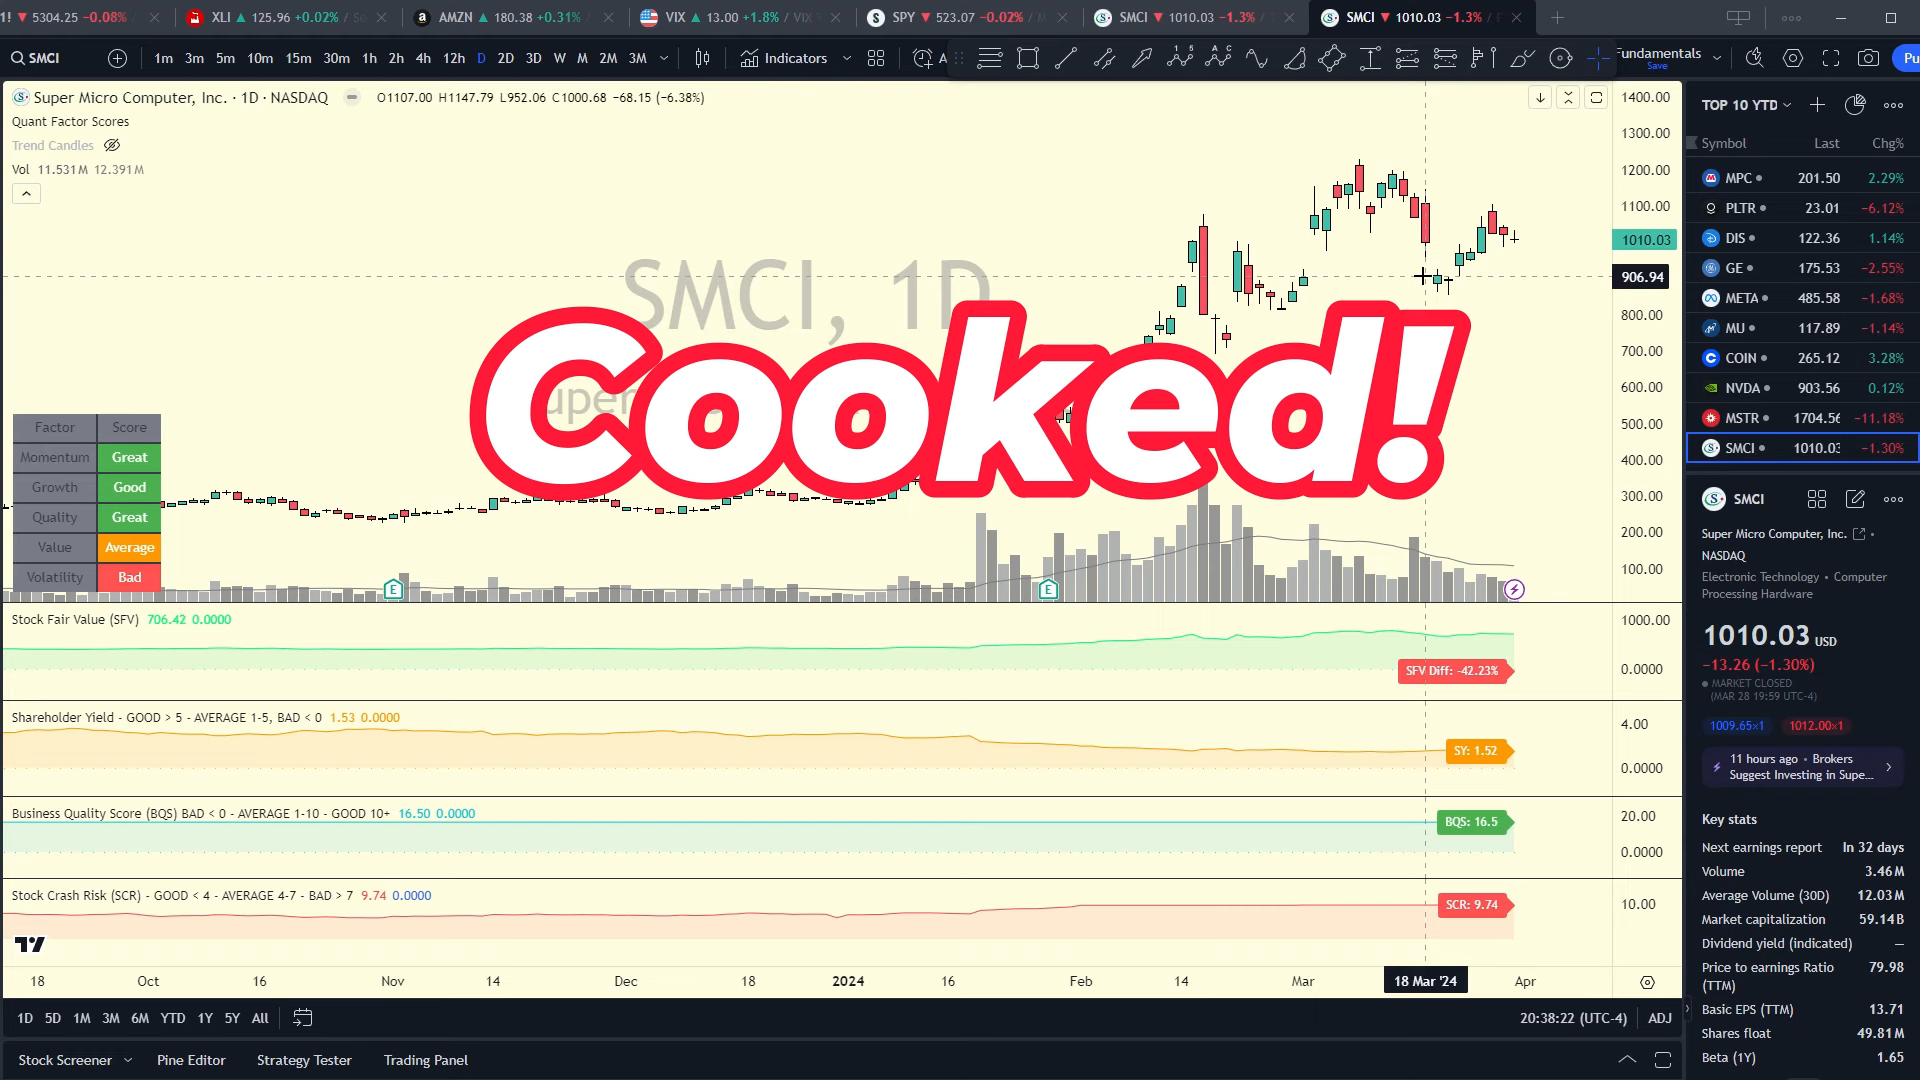 ! ▼ 5304.25 −0.08% /
XLI ▲ 125.96 +0.02% / S
AMZN ▲ 180.38 +0.31%
VIX ▲ 13.00 +1.8% / VIX
SPY ▼ 523.07 −0.02% / M
SMCI ▼ 1010.03 −1.3% / T
SMCI ▼ 1010.03 −1.3% / F
SMCI
1m 3m 5m 10m 15m 30m 1h 2h 4h 12h D 2D 3D W M 2M 3M
Indicators
A
Fundamentals
Save
Pu
Super Micro Computer, Inc. · 1D · NASDAQ
O1107.00 H1147.79 L952.06 C1000.68 −68.15 (−6.38%)
Quant Factor Scores
Trend Candles
Vol 11.531M 12.391M
SMCI, 1D
Super
Cooked!
1400.00
1300.00
1200.00
1100.00
1010.03
906.94
800.00
700.00
600.00
500.00
400.00
300.00
200.00
100.00
Factor Score
Momentum Great
Growth Good
Quality Great
Value Average
Volatility Bad
E
E
Stock Fair Value (SFV) 706.42 0.0000
1000.00
0.0000
SFV Diff: -42.23%
Shareholder Yield - GOOD > 5 - AVERAGE 1-5, BAD < 0 1.53 0.0000
4.00
0.0000
SY: 1.52
Business Quality Score (BQS) BAD < 0 - AVERAGE 1-10 - GOOD 10+ 16.50 0.0000
20.00
0.0000
BQS: 16.5
Stock Crash Risk (SCR) - GOOD < 4 - AVERAGE 4-7 - BAD > 7 9.74 0.0000
10.00
SCR: 9.74
18 Oct 16 Nov 14 Dec 18 2024 16 Feb 14 Mar 18 Mar '24 Apr
1D 5D 1M 3M 6M YTD 1Y 5Y All
20:38:22 (UTC-4) ADJ
Stock Screener Pine Editor Strategy Tester Trading Panel
TOP 10 YTD
Symbol Last Chg%
MPC 201.50 2.29%
PLTR 23.01 −6.12%
DIS 122.36 1.14%
GE 175.53 −2.55%
META 485.58 −1.68%
MU 117.89 −1.14%
COIN 265.12 3.28%
NVDA 903.56 0.12%
MSTR 1704.56 −11.18%
SMCI 1010.03 −1.30%
SMCI
Super Micro Computer, Inc. •
NASDAQ
Electronic Technology • Computer
Processing Hardware
1010.03 USD
−13.26 (−1.30%)
MARKET CLOSED
(MAR 28 19:59 UTC-4)
1009.65×1 1012.00×1
11 hours ago • Brokers
Suggest Investing in Supe...
Key stats
Next earnings report In 32 days
Volume 3.46M
Average Volume (30D) 12.03M
Market capitalization 59.14B
Dividend yield (indicated) —
Price to earnings Ratio 79.98
(TTM)
Basic EPS (TTM) 13.71
Shares float 49.81M
Beta (1Y) 1.65